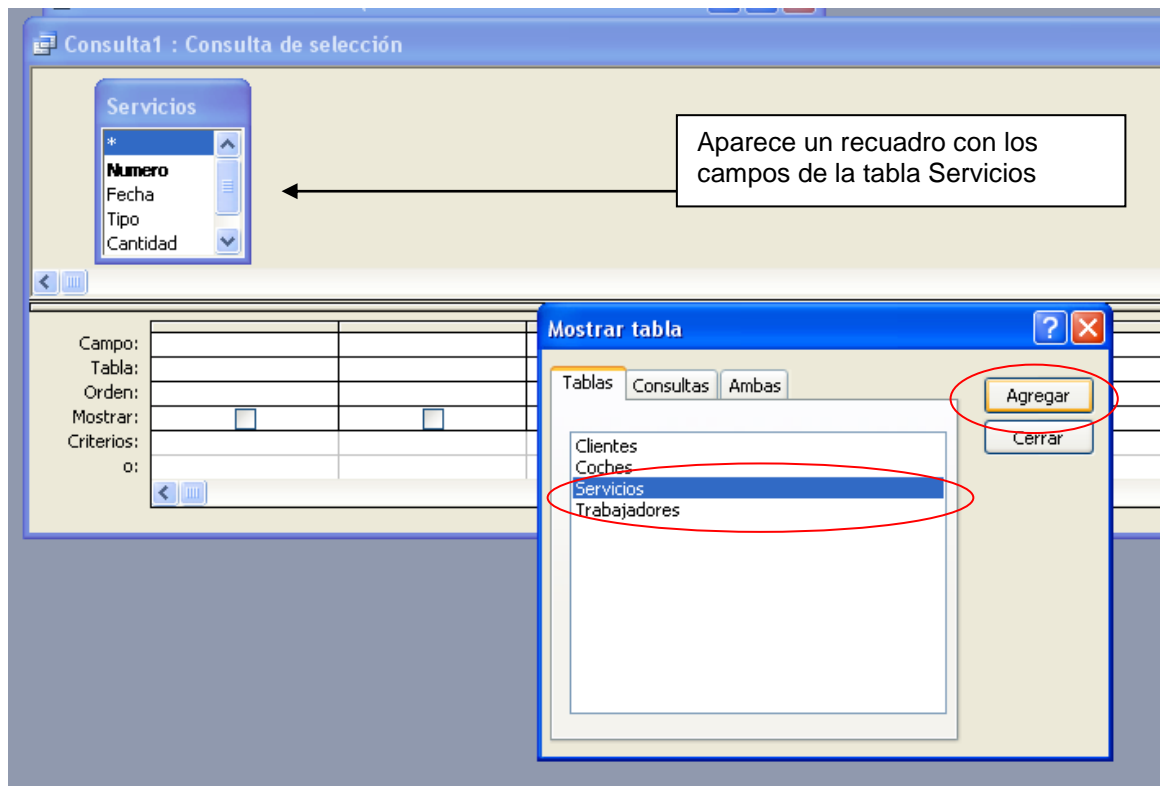 Consulta1 : Consulta de selección
Servicios
*
Numero
Fecha
Tipo
Cantidad
Aparece un recuadro con los
campos de la tabla Servicios
Campo:
Tabla:
Orden:
Mostrar:
Criterios:
o:
Mostrar tabla
Tablas Consultas Ambas
Clientes
Coches
Servicios
Trabajadores
Agregar
Cerrar